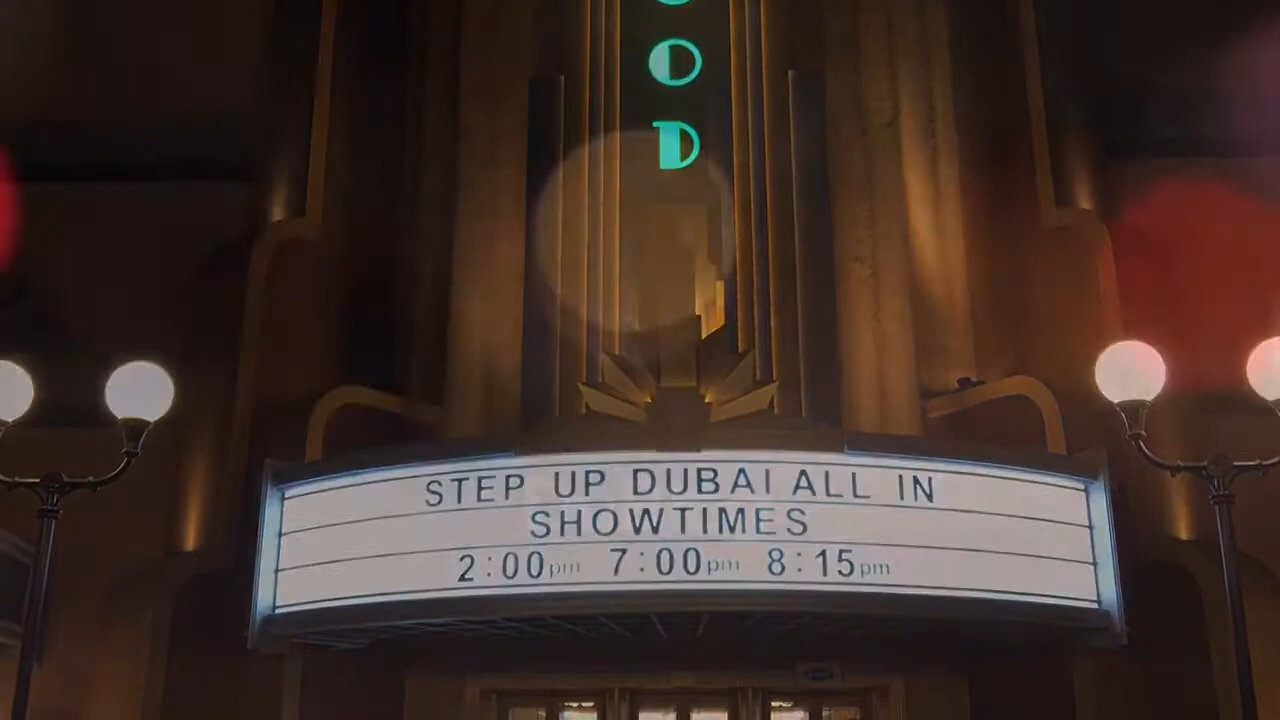 O
D
STEP UP DUBAI ALL IN
SHOWTIMES
2:00pm 7:00pm 8:15pm